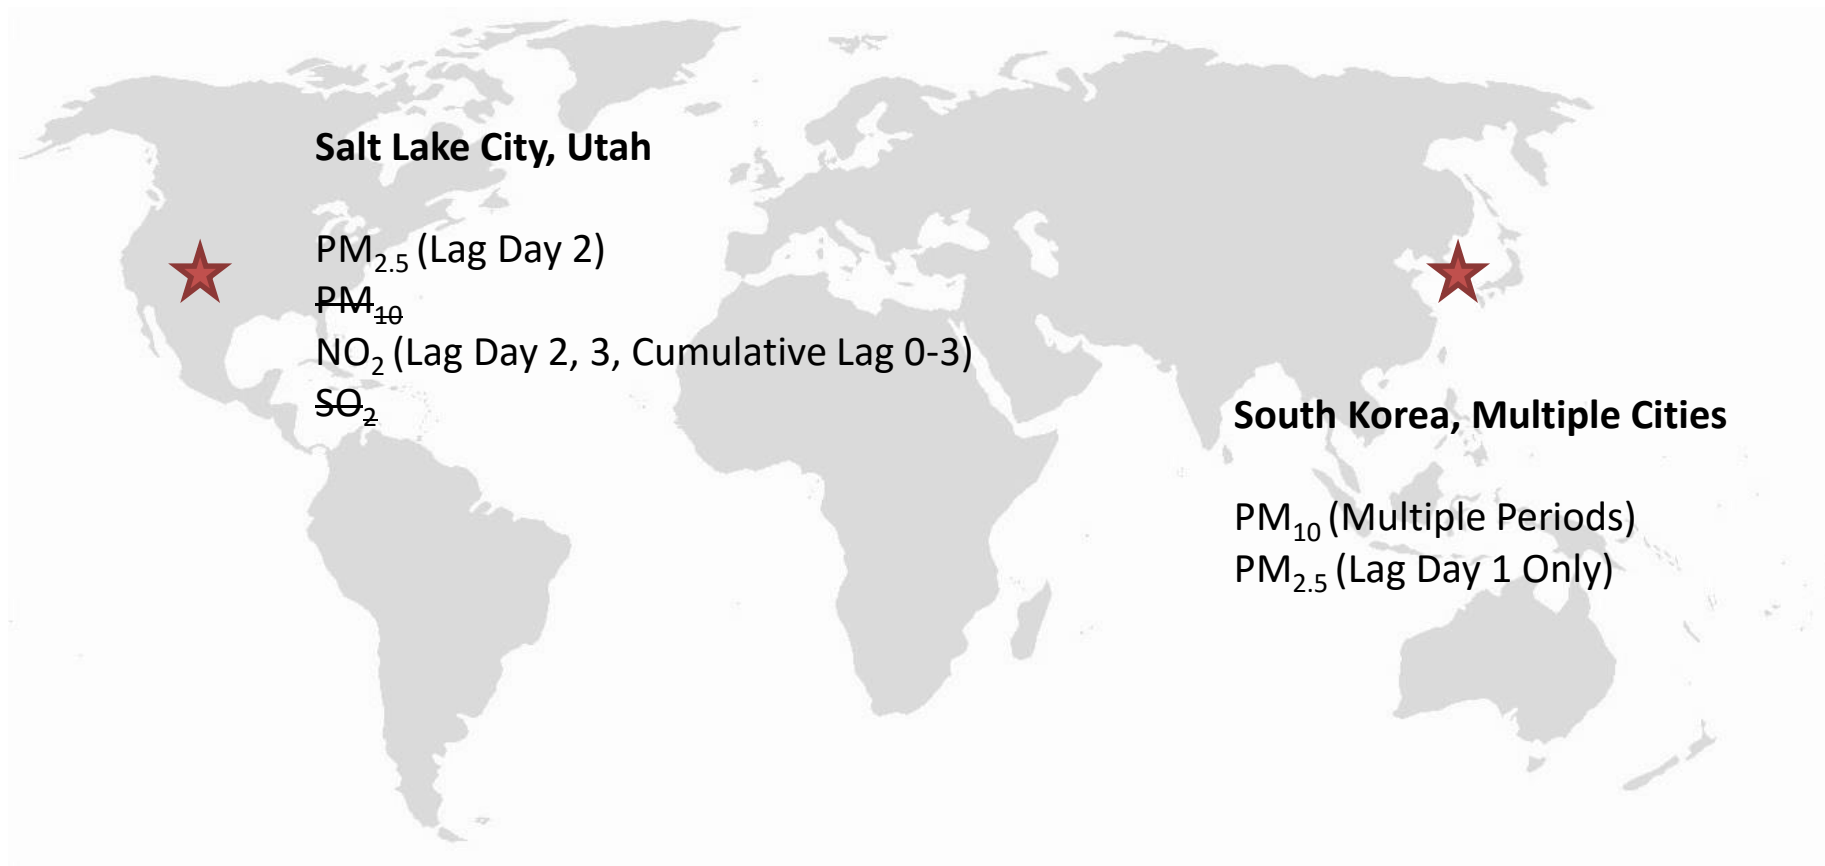 Salt Lake City, Utah
PM2.5 (Lag Day 2)
PM10
NO2 (Lag Day 2, 3, Cumulative Lag 0-3)
SO2
South Korea, Multiple Cities
PM10 (Multiple Periods)
PM2.5 (Lag Day 1 Only)